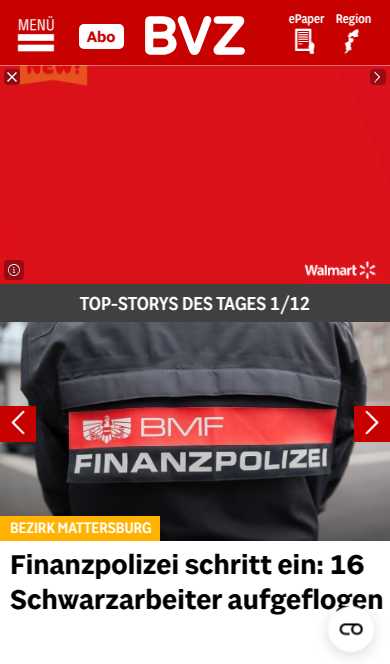 MENÜ
Abo
BVZ
ePaper
Region
NEW!
Walmart
TOP-STORYS DES TAGES 1/12
BMF
FINANZPOLIZEI
BEZIRK MATTERSBURG
Finanzpolizei schritt ein: 16
Schwarzarbeiter aufgeflogen